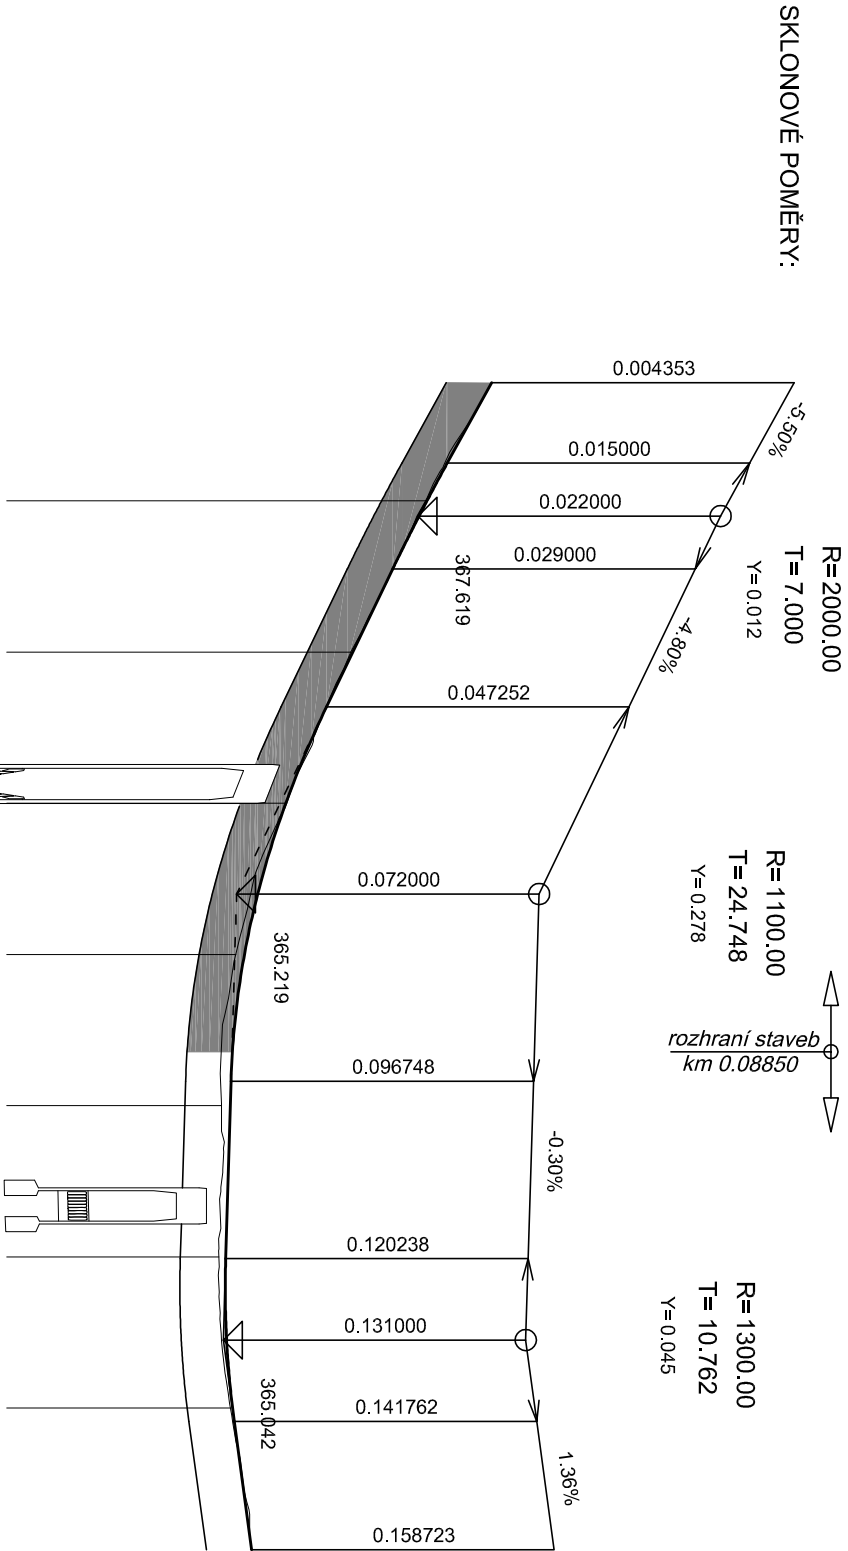 SKLONOVÉ POMĚRY:
0.004353
-5.50%
0.015000
0.022000
0.029000
367.619
R=2000.00
T=7.000
Y=0.012
-4.80%
0.047252
0.072000
365.219
R=1100.00
T=24.748
Y=0.278
rozhraní staveb
km 0.08850
0.096748
-0.30%
0.120238
0.131000
0.141762
365.042
R=1300.00
T=10.762
Y=0.045
1.36%
0.158723